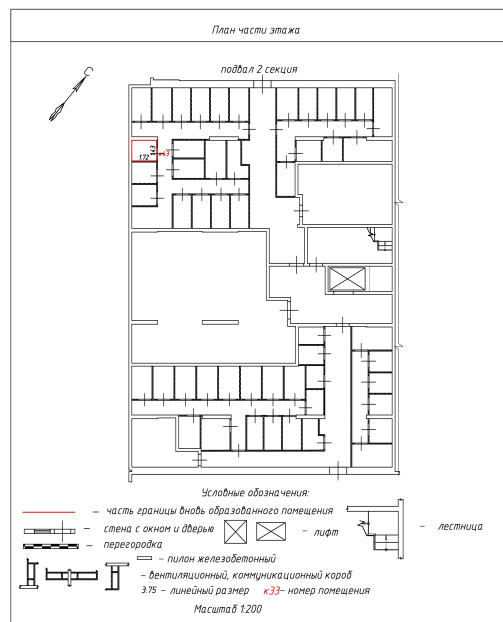 План части этажа
подвал 2 секция
С
1.72
1.43
к33
Условные обозначения:
— часть границы вновь образованного помещения
— стена с окном и дверью
— лифт
— лестница
— перегородка
— пилон железобетонный
— вентиляционный, коммуникационный короб
3.75 — линейный размер к33— номер помещения
Масштаб 1:200